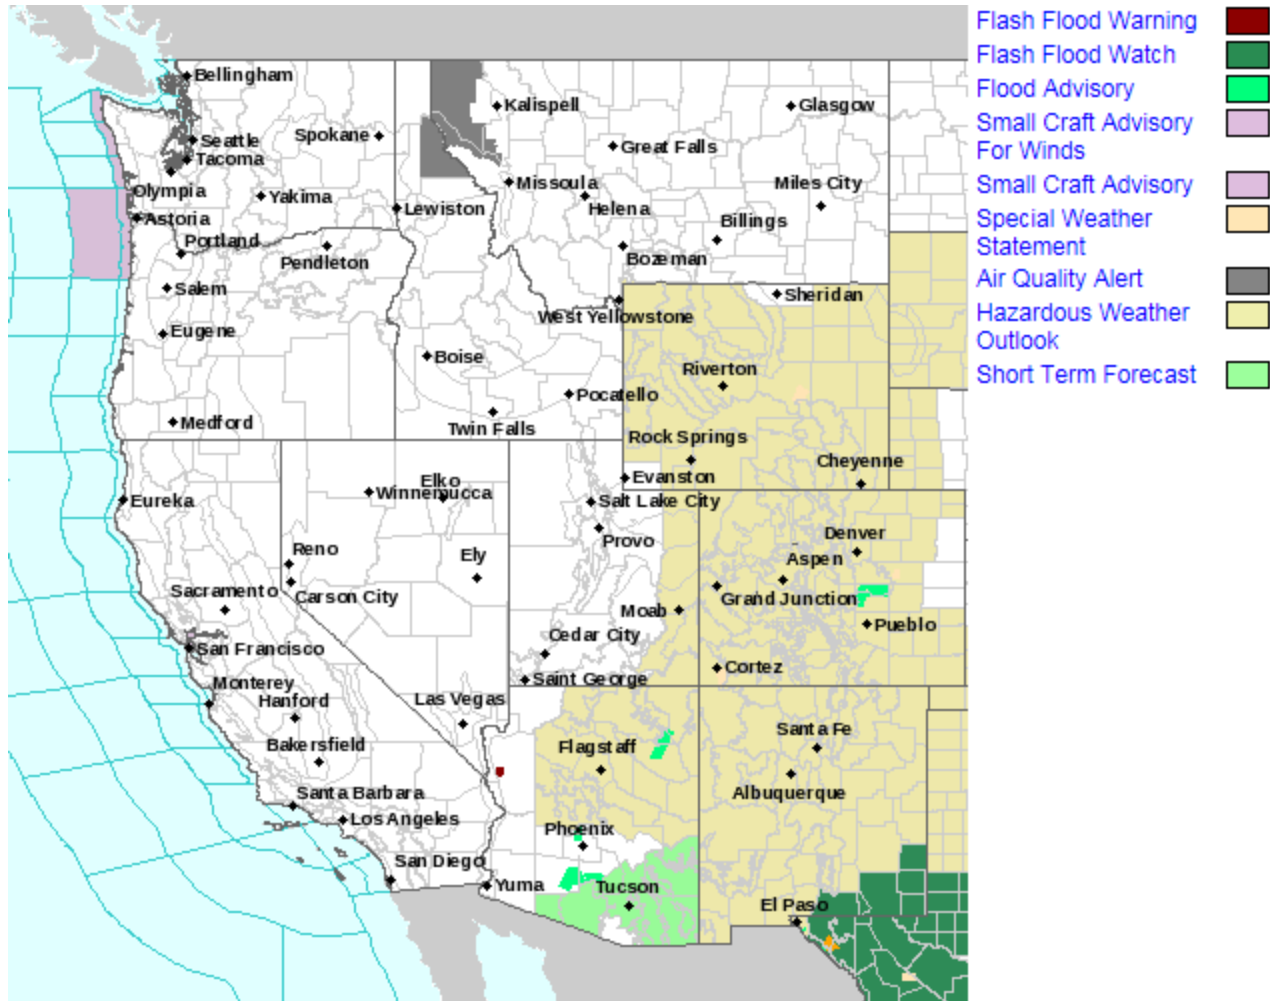 Flash Flood Warning
Flash Flood Watch
Flood Advisory
Small Craft Advisory
For Winds
Small Craft Advisory
Special Weather
Statement
Air Quality Alert
Hazardous Weather
Outlook
Short Term Forecast
Bellingham
Kalispell
Glasgow
Seattle
Spokane
Great Falls
Tacoma
Olympia
Yakima
Missoula
Miles City
Astoria
Lewiston
Helena
Billings
Portland
Pendleton
Bozeman
Salem
Sheridan
West Yellowstone
Eugene
Boise
Riverton
Pocatello
Medford
Twin Falls
Rock Springs
Cheyenne
Evanston
Elko
Winnemucca
Eureka
Salt Lake City
Provo
Denver
Reno
Ely
Aspen
Sacramento
Carson City
Grand Junction
Moab
Pueblo
Cedar City
San Francisco
Cortez
Saint George
Monterey
Hanford
Las Vegas
Santa Fe
Bakersfield
Flagstaff
Albuquerque
Santa Barbara
Los Angeles
Phoenix
San Diego
Yuma
Tucson
El Paso